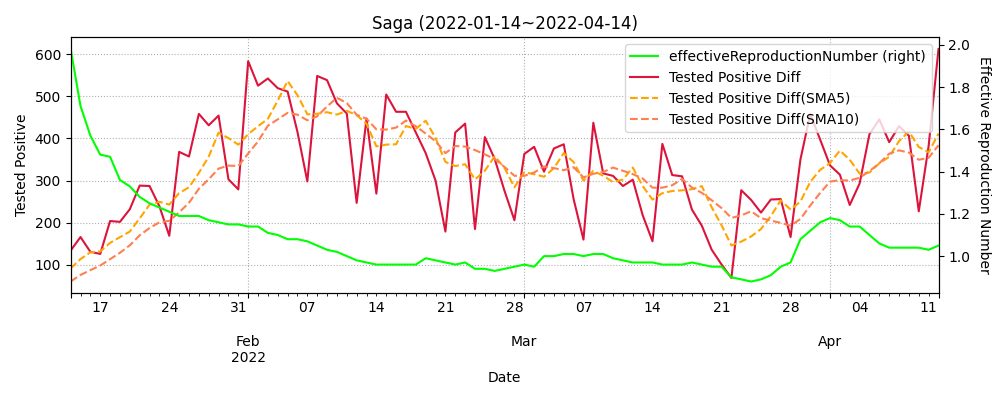 Saga (2022-01-14~2022-04-14)
effectiveReproductionNumber (right)
Tested Positive Diff
Tested Positive Diff(SMA5)
Tested Positive Diff(SMA10)
Tested Positive
600
500
400
300
200
100
2.0
1.8
1.6
1.4
1.2
1.0
Effective Reproduction Number
17 24 31 07 14 21 28 07 14 21 28 04 11
Feb Mar Apr
2022
Date